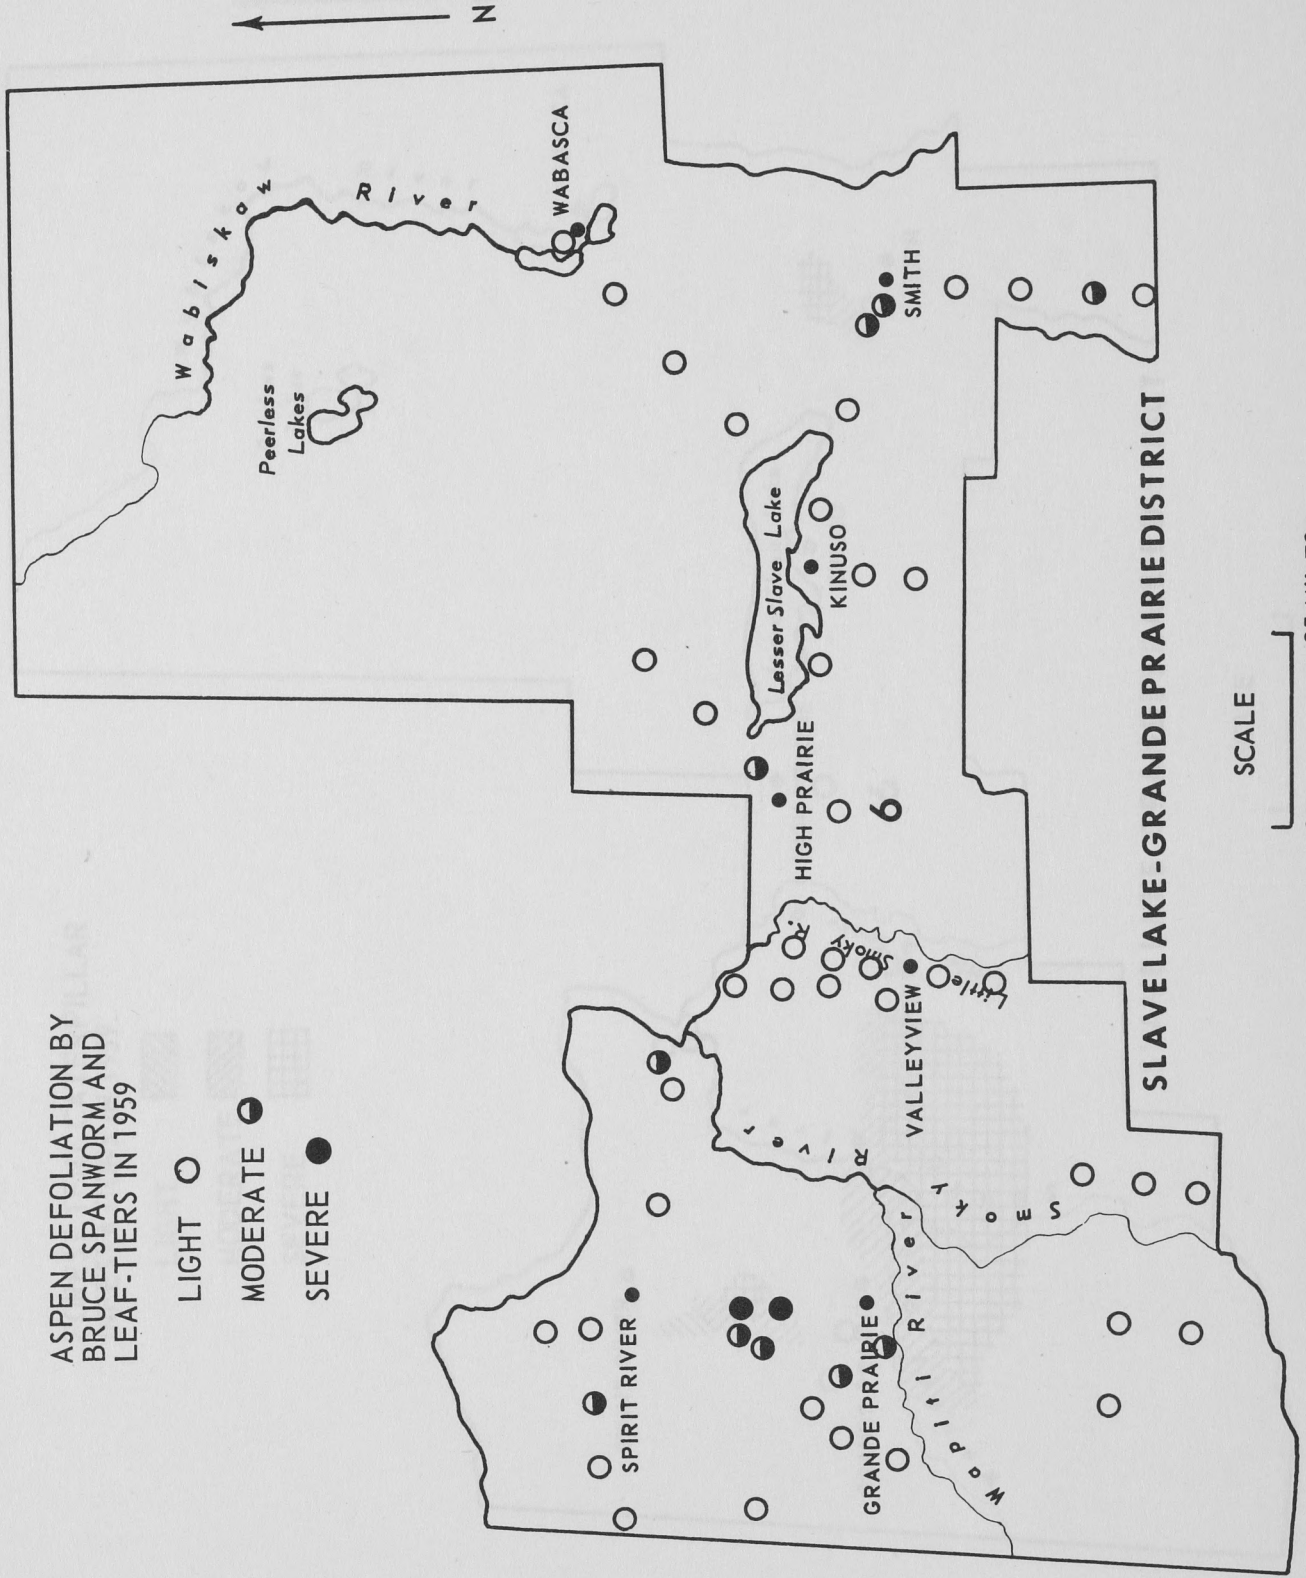 ASPEN DEFOLIATION BY
BRUCE SPANWORM AND
LEAF-TIERS IN 1959
LIGHT
MODERATE
SEVERE
N
Wabiskaw River
Peerless
Lakes
WABASCA
SMITH
Lesser Slave Lake
KINUSO
HIGH PRAIRIE
6
Little Smoky R.
VALLEYVIEW
SPIRIT RIVER
GRANDE PRAIRIE
Smoky River
Wapiti River
SLAVE LAKE-GRANDE PRAIRIE DISTRICT
SCALE